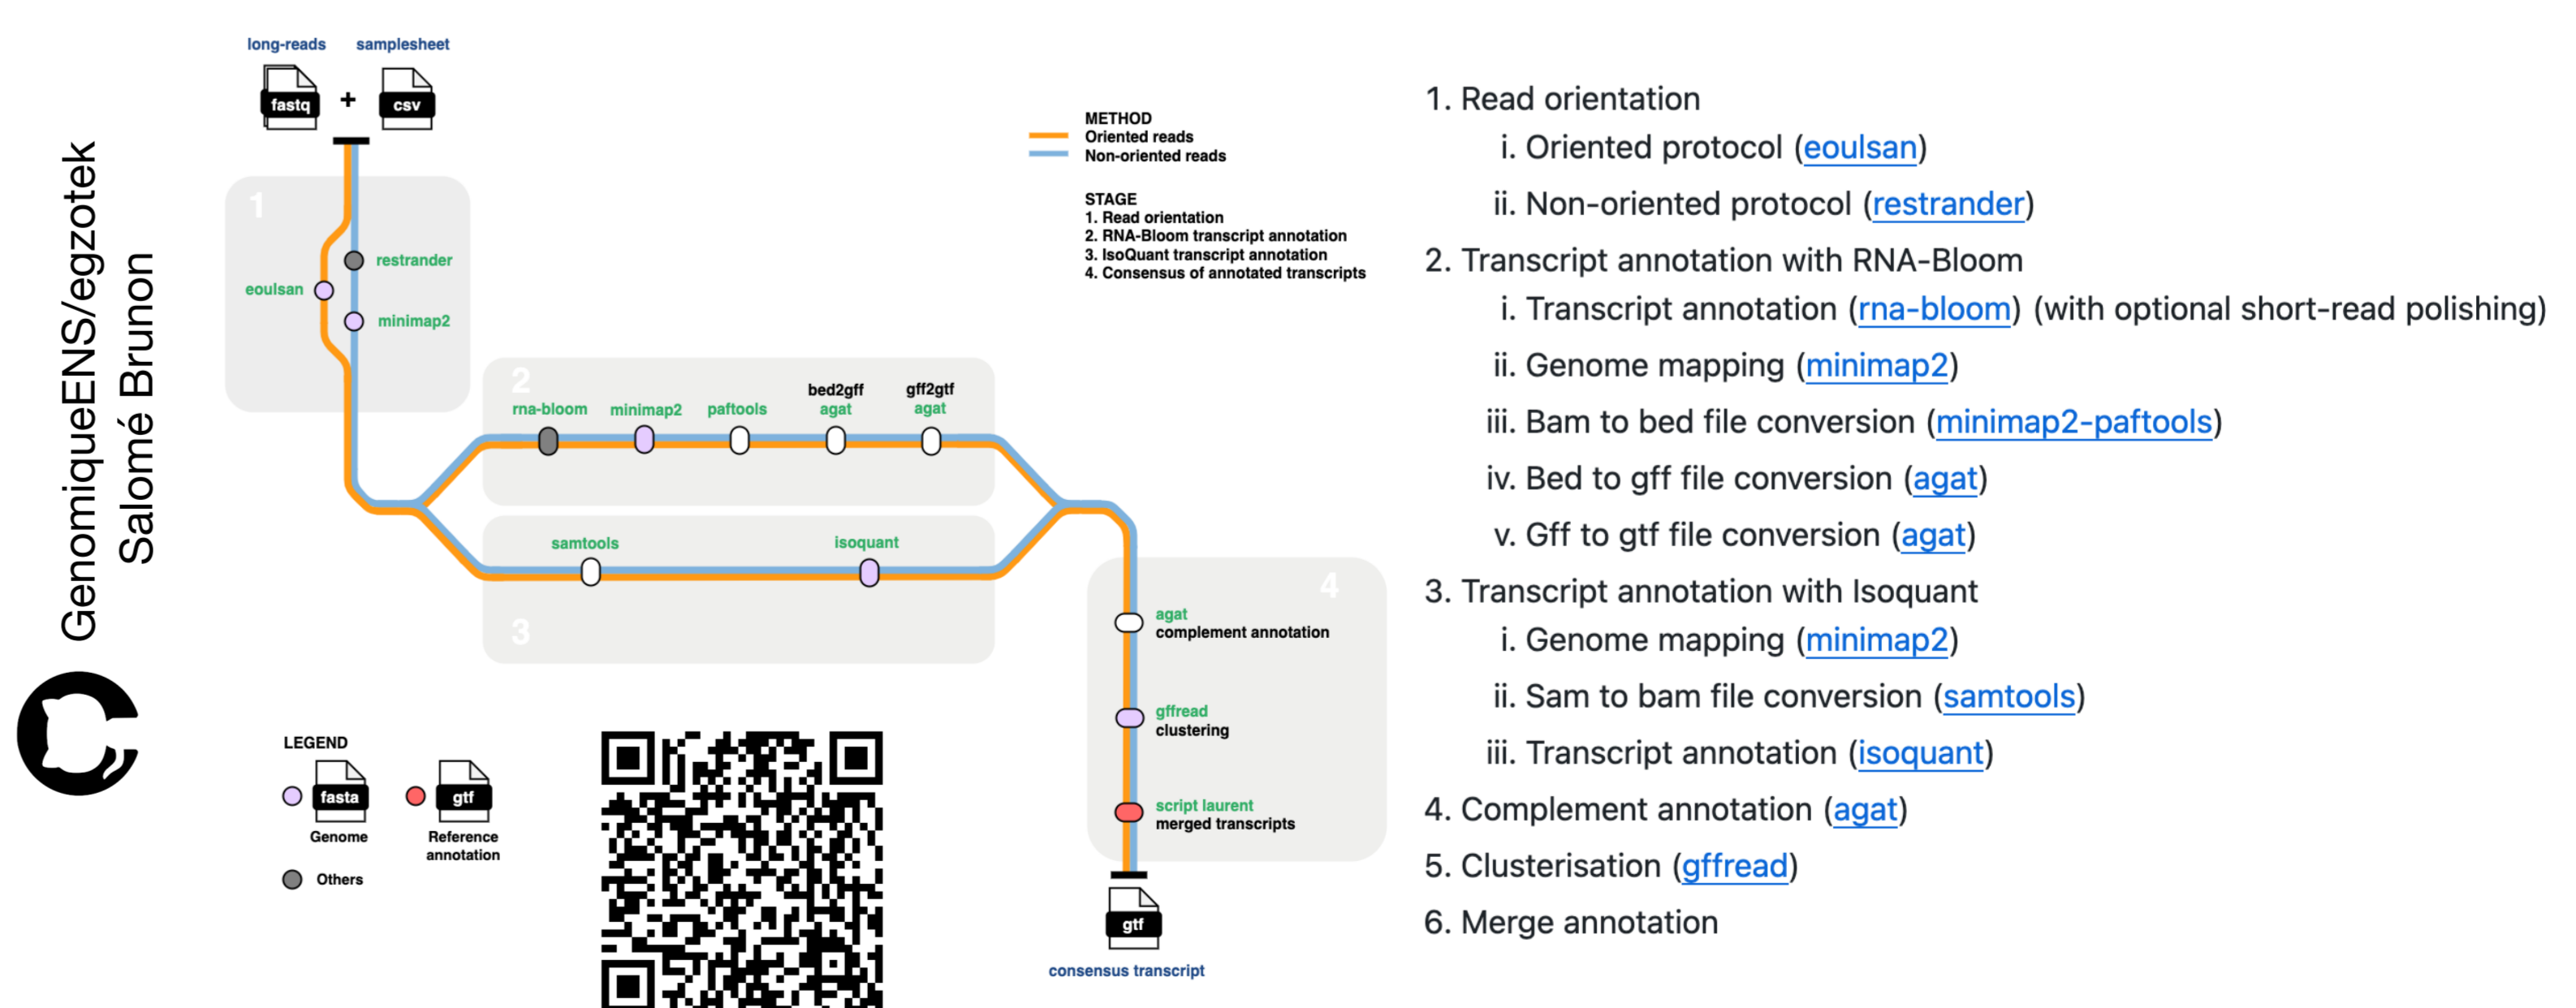 GenomiqueENS/egzotek
Salomé Brunon
long-reads
samplesheet
fastq
+
csv
1
restrander
eoulsan
minimap2
METHOD
Oriented reads
Non-oriented reads
STAGE
1. Read orientation
2. RNA-Bloom transcript annotation
3. IsoQuant transcript annotation
4. Consensus of annotated transcripts
2
rna-bloom
minimap2
paftools
bed2gff
agat
gff2gtf
agat
samtools
isoquant
3
4
agat
complement annotation
gffread
clustering
script laurent
merged transcripts
gtf
consensus transcript
LEGEND
fasta
Genome
gtf
Reference
annotation
Others
1. Read orientation
i. Oriented protocol (eoulsan)
ii. Non-oriented protocol (restrander)
2. Transcript annotation with RNA-Bloom
i. Transcript annotation (rna-bloom) (with optional short-read polishing)
ii. Genome mapping (minimap2)
iii. Bam to bed file conversion (minimap2-paftools)
iv. Bed to gff file conversion (agat)
v. Gff to gtf file conversion (agat)
3. Transcript annotation with Isoquant
i. Genome mapping (minimap2)
ii. Sam to bam file conversion (samtools)
iii. Transcript annotation (isoquant)
4. Complement annotation (agat)
5. Clusterisation (gffread)
6. Merge annotation